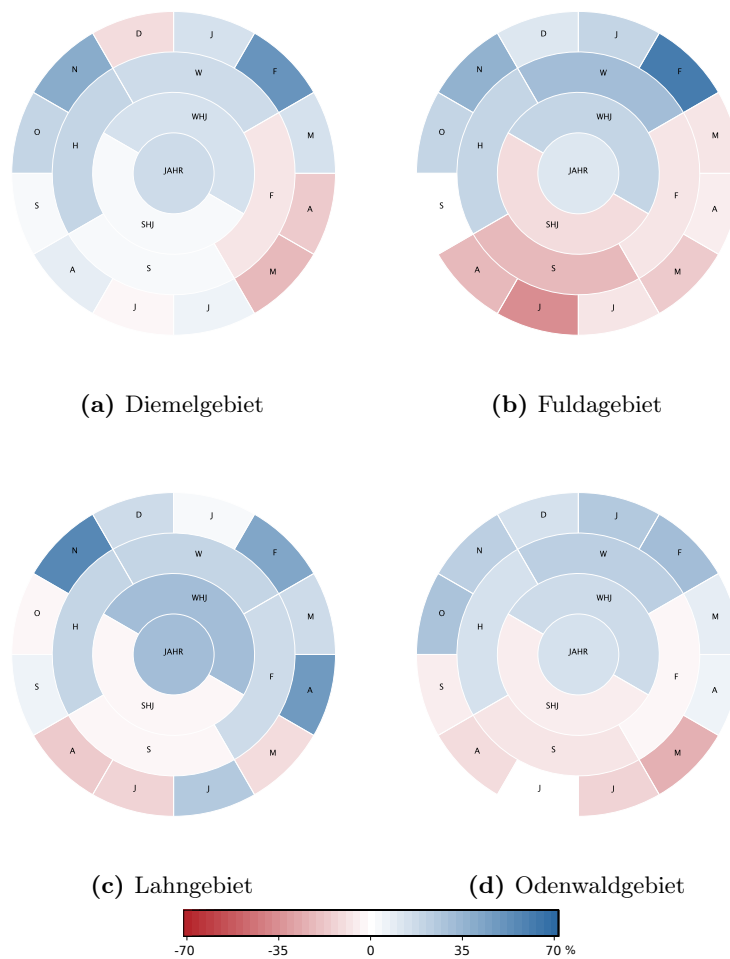 D J
N F
W
O M
WHJ
H
JAHR
S F A
SHJ
A S M
J J
D J
N F
W
O M
WHJ
H
JAHR
S F A
SHJ
A S M
J J
(a) Diemelgebiet
(b) Fuldagebiet
D J
N F
W
O M
WHJ
H
JAHR
S F A
SHJ
A S M
J J
D J
N F
W
O M
WHJ
H
JAHR
S F A
SHJ
A S M
J J
(c) Lahngebiet
(d) Odenwaldgebiet
-70 -35 0 35 70 %